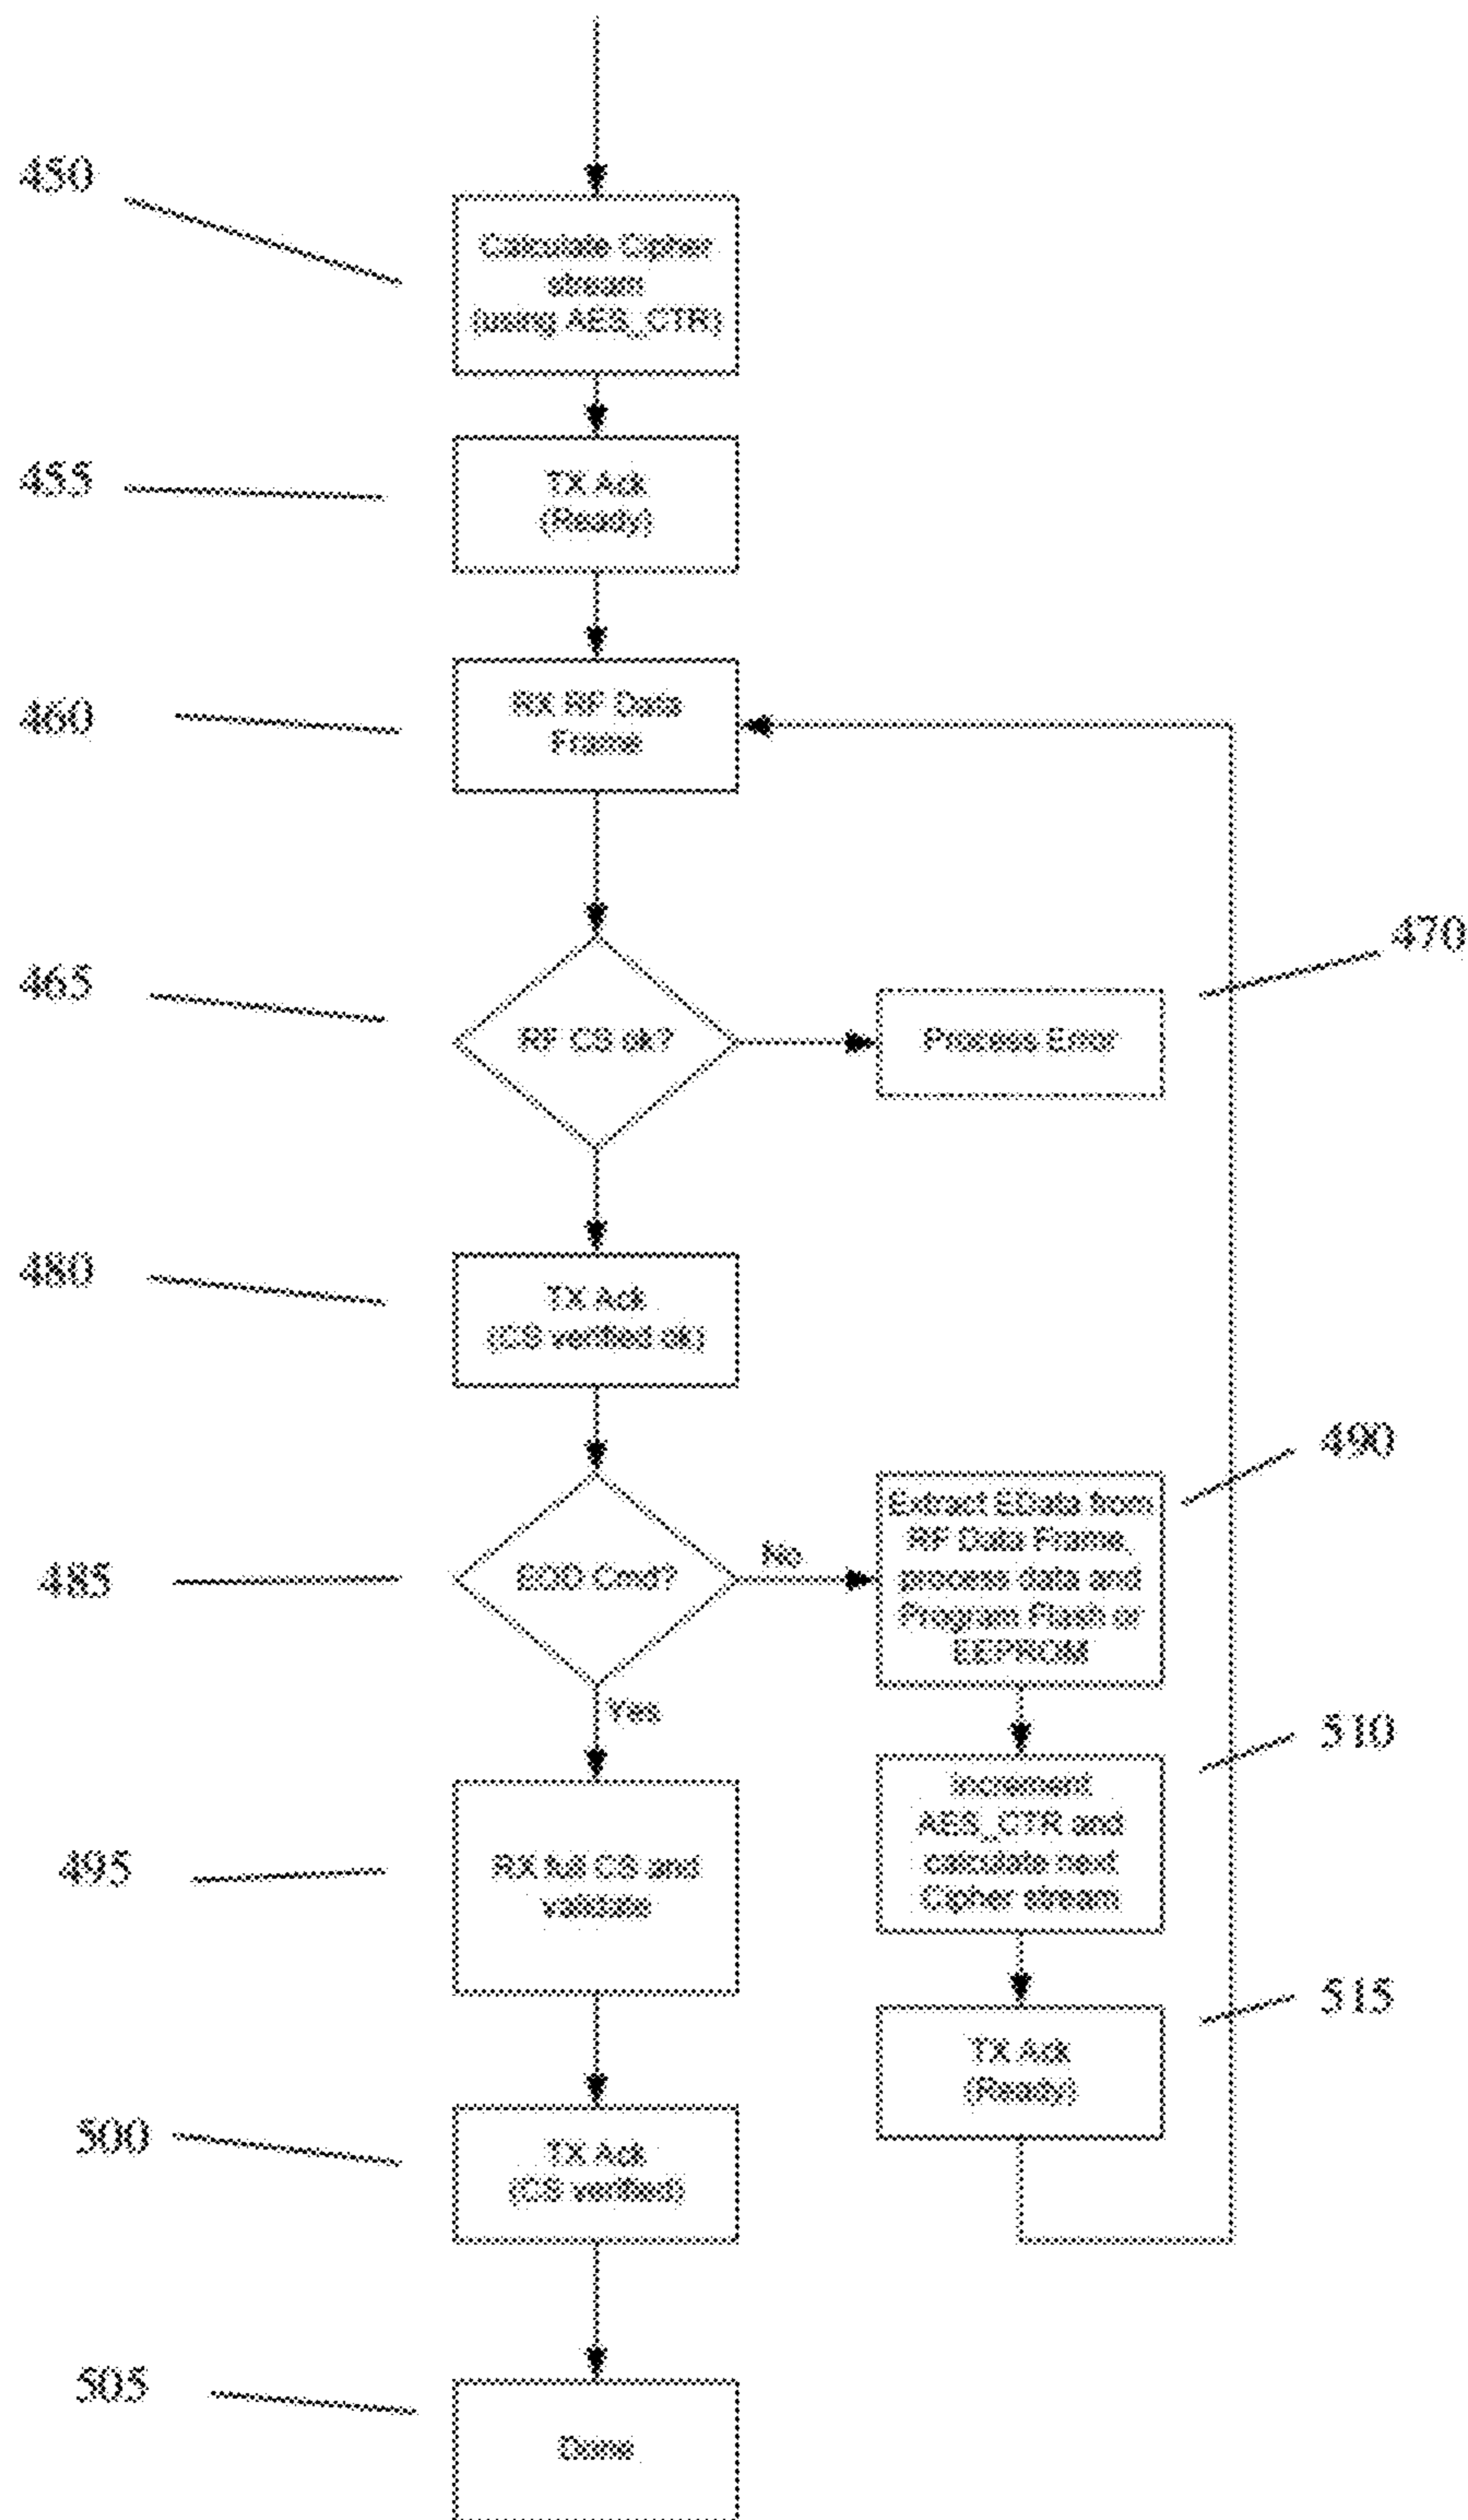 450
Calculate Cipher
stream
(using AES_CTR)
455
TX Ack
(Ready)
460
RX RF Data
Frame
465
RF CS ok?
470
Process Error
480
TX Ack
(CS verified ok)
485
EOD Cmd?
No
Yes
490
Extract EData from
RF Data Frame,
process data and
Program Flash or
EEPROM
510
Increment
AES_CTR and
calculate next
Cipher stream
515
TX Ack
(Ready)
495
RX full CS and
validate
500
TX Ack
(CS verified)
505
Done